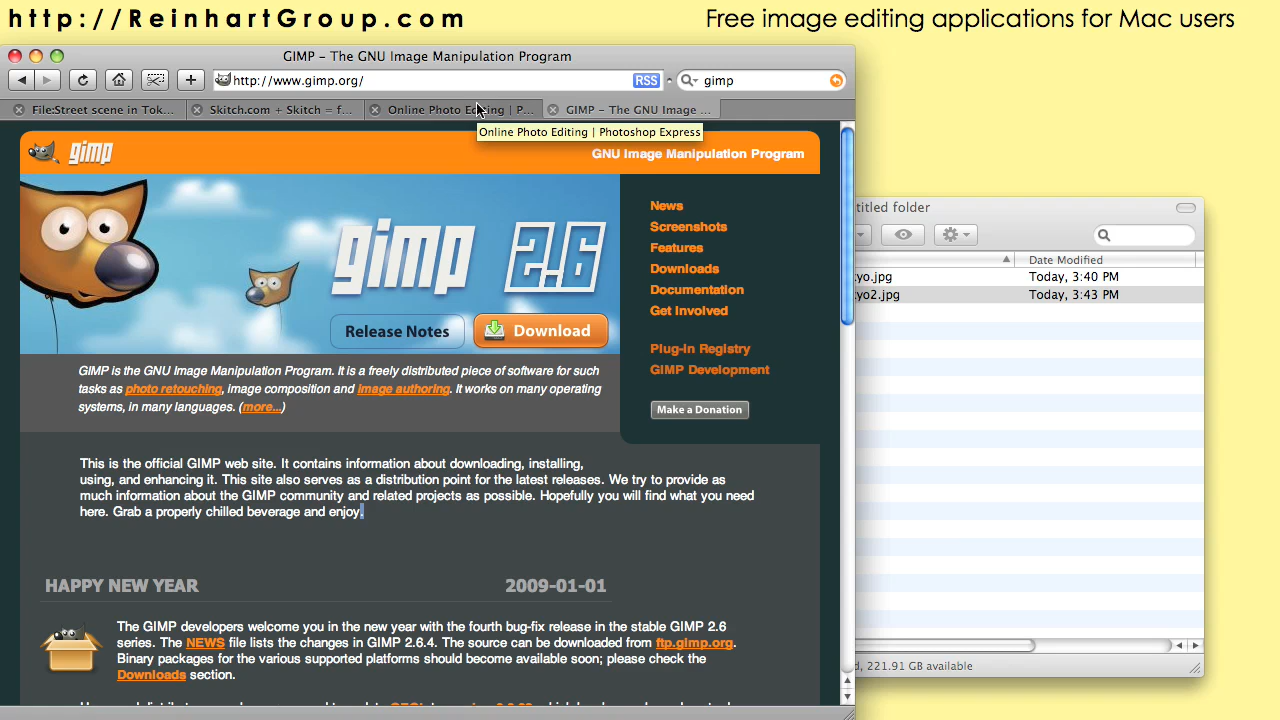 http://ReinhartGroup.com
Free image editing applications for Mac users
GIMP – The GNU Image Manipulation Program
http://www.gimp.org/
RSS
gimp
File:Street scene in Tok...
Skitch.com + Skitch = f...
Online Photo Editing | P...
GIMP – The GNU Image ...
Online Photo Editing | Photoshop Express
gimp
GNU Image Manipulation Program
gimp 2.6
Release Notes
Download
News
Screenshots
Features
Downloads
Documentation
Get Involved
Plug-in Registry
GIMP Development
Make a Donation
GIMP is the GNU Image Manipulation Program. It is a freely distributed piece of software for such
tasks as photo retouching, image composition and image authoring. It works on many operating
systems, in many languages. (more...)
This is the official GIMP web site. It contains information about downloading, installing,
using, and enhancing it. This site also serves as a distribution point for the latest releases. We try to provide as
much information about the GIMP community and related projects as possible. Hopefully you will find what you need
here. Grab a properly chilled beverage and enjoy.
HAPPY NEW YEAR
2009-01-01
The GIMP developers welcome you in the new year with the fourth bug-fix release in the stable GIMP 2.6
series. The NEWS file lists the changes in GIMP 2.6.4. The source can be downloaded from ftp.gimp.org.
Binary packages for the various supported platforms should become available soon; please check the
Downloads section.
titled folder
Date Modified
yo.jpg
Today, 3:40 PM
yo2.jpg
Today, 3:43 PM
d, 221.91 GB available